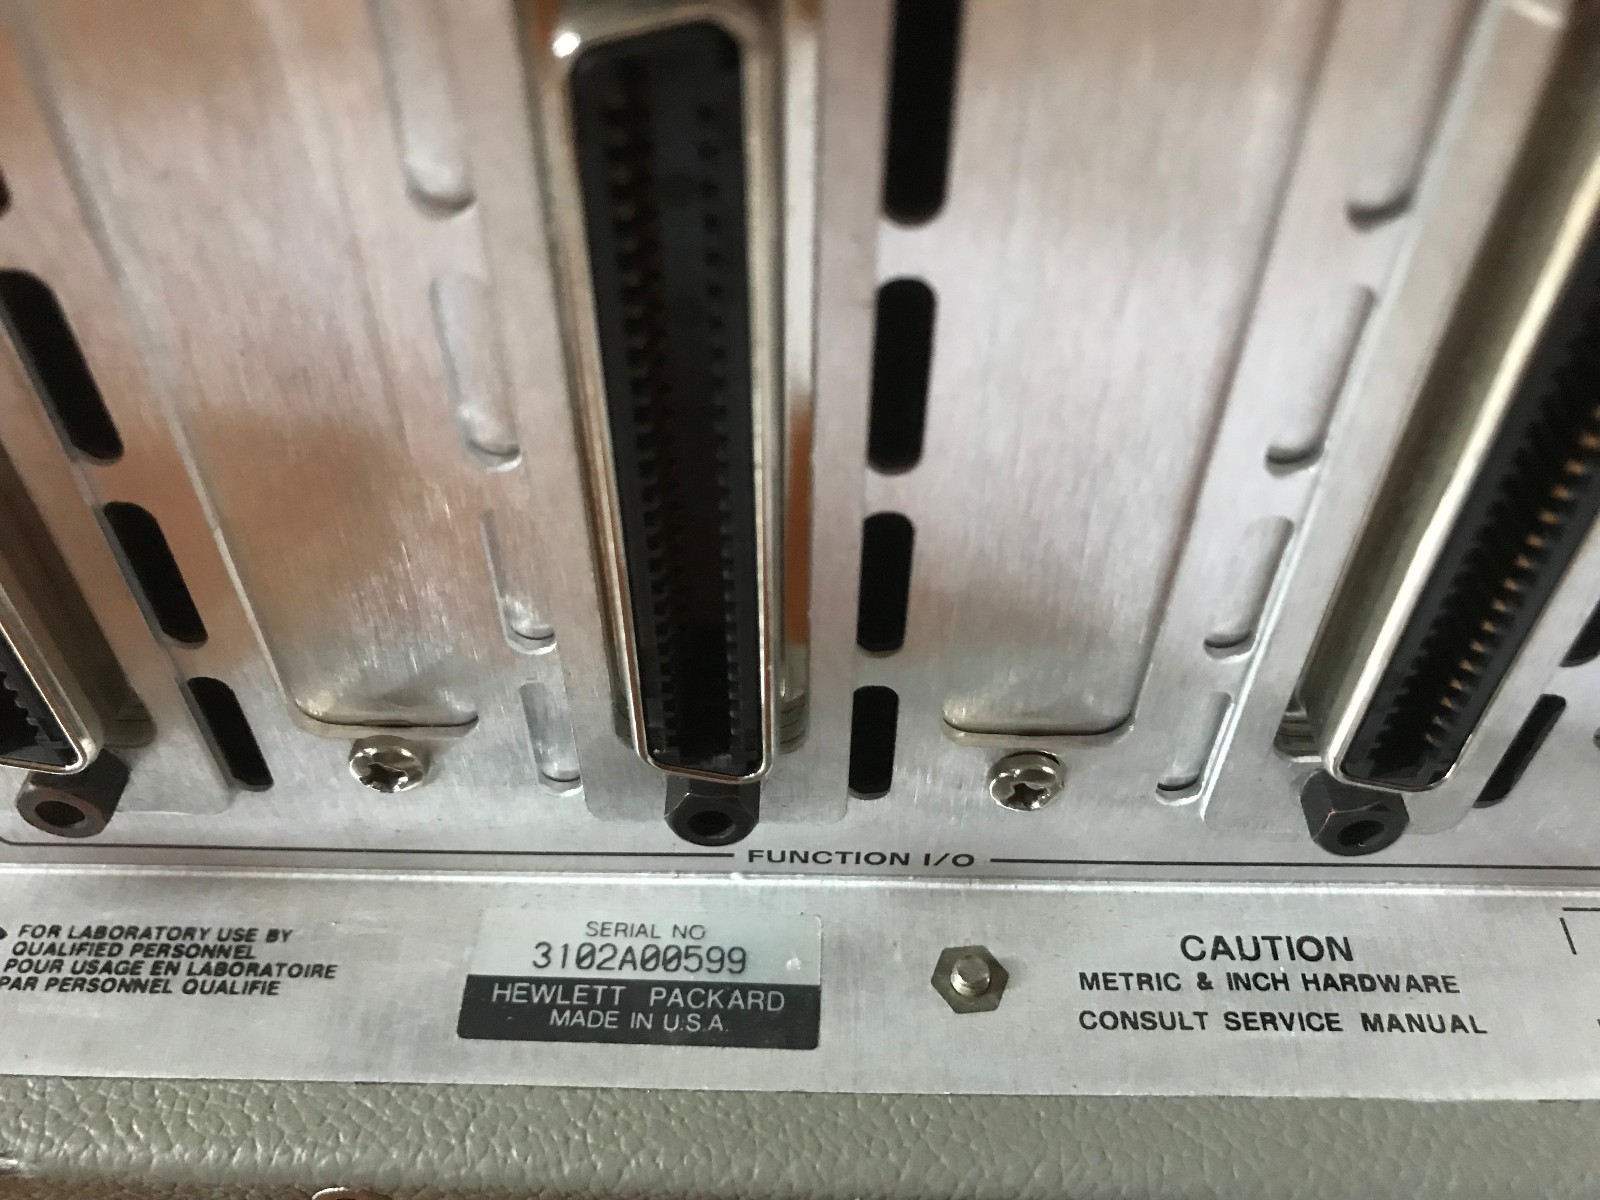 FUNCTION I/O
FOR LABORATORY USE BY
QUALIFIED PERSONNEL
POUR USAGE EN LABORATOIRE
PAR PERSONNEL QUALIFIE
SERIAL NO
3102A00599
HEWLETT PACKARD
MADE IN U.S.A.
CAUTION
METRIC & INCH HARDWARE
CONSULT SERVICE MANUAL